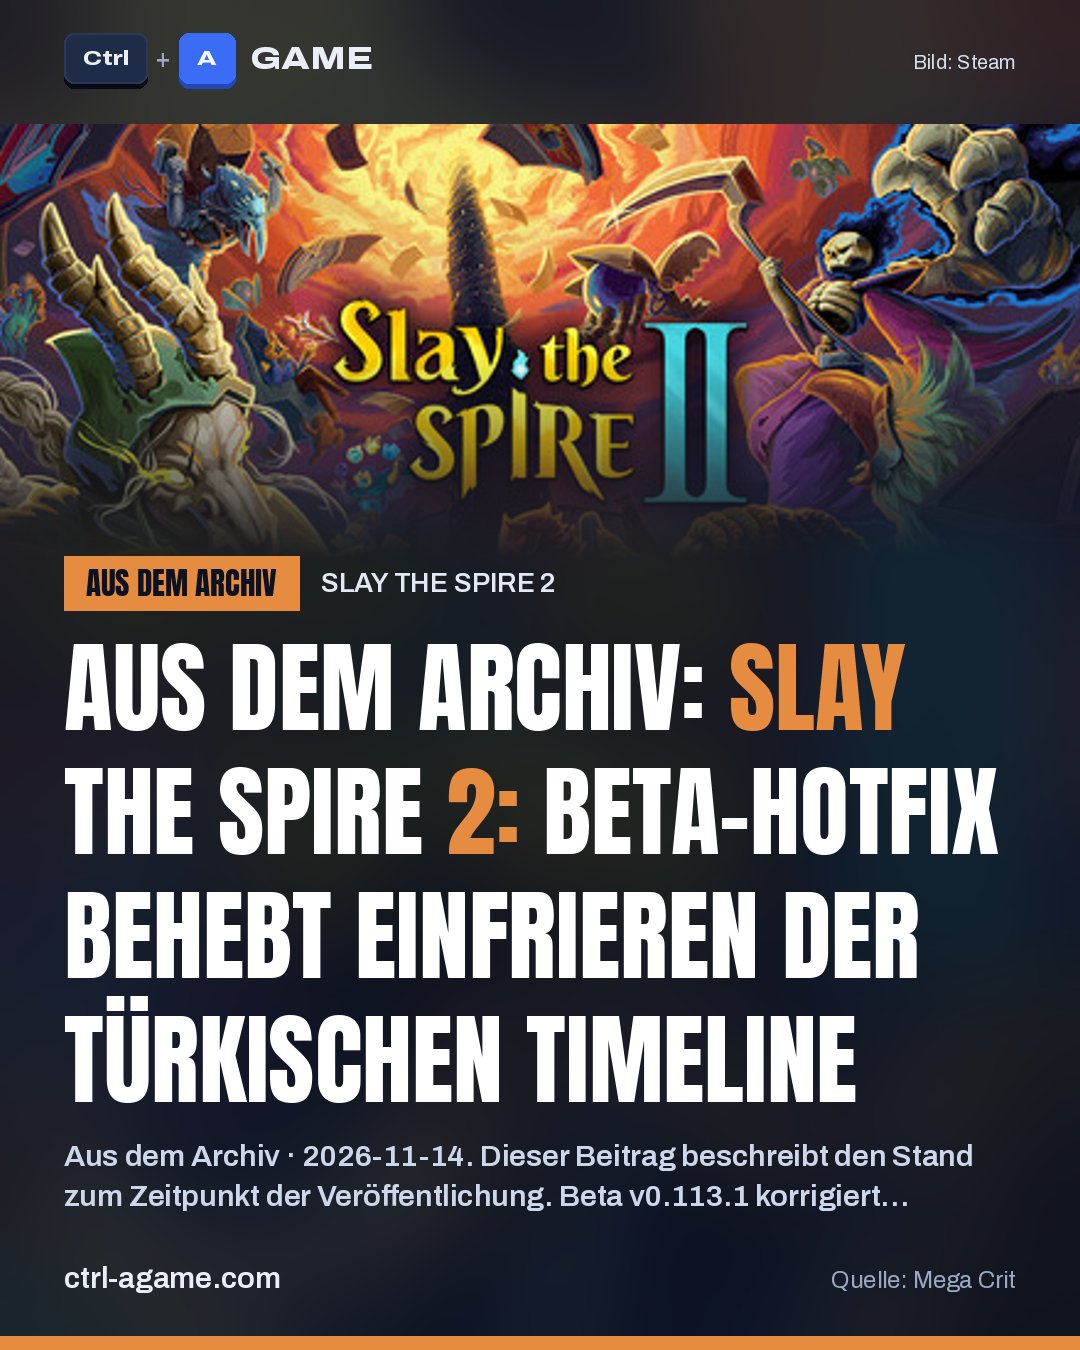 Ctrl + A GAME
Bild: Steam
Slay the
SPIRE II
AUS DEM ARCHIV
SLAY THE SPIRE 2
AUS DEM ARCHIV: SLAY
THE SPIRE 2: BETA-HOTFIX
BEHEBT EINFRIEREN DER
TÜRKISCHEN TIMELINE
Aus dem Archiv · 2026-11-14. Dieser Beitrag beschreibt den Stand
zum Zeitpunkt der Veröffentlichung. Beta v0.113.1 korrigiert…
ctrl-agame.com
Quelle: Mega Crit